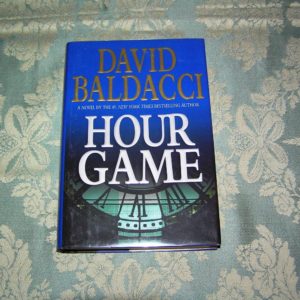 DAVID
BALDACCI
A NOVEL BY THE #1 NEW YORK TIMES BESTSELLING AUTHOR
HOUR
GAME